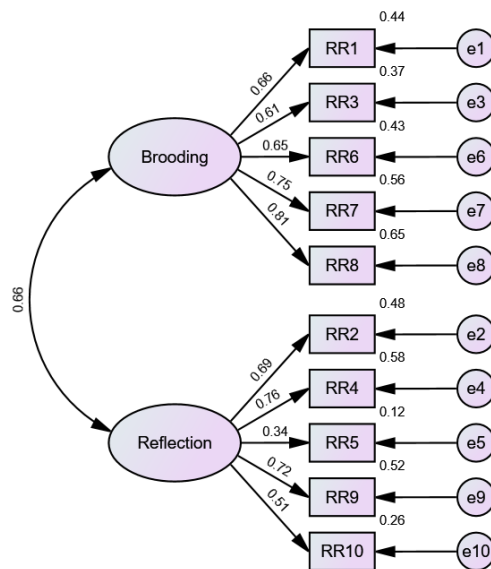 0.44
RR1
e1
0.66
0.37
RR3
e3
0.61
0.43
Brooding
0.65
RR6
e6
0.56
0.75
RR7
e7
0.65
0.81
RR8
e8
0.66
0.48
RR2
e2
0.69
0.58
RR4
e4
0.76
0.12
Reflection
0.34
RR5
e5
0.52
0.72
RR9
e9
0.26
0.51
RR10
e10